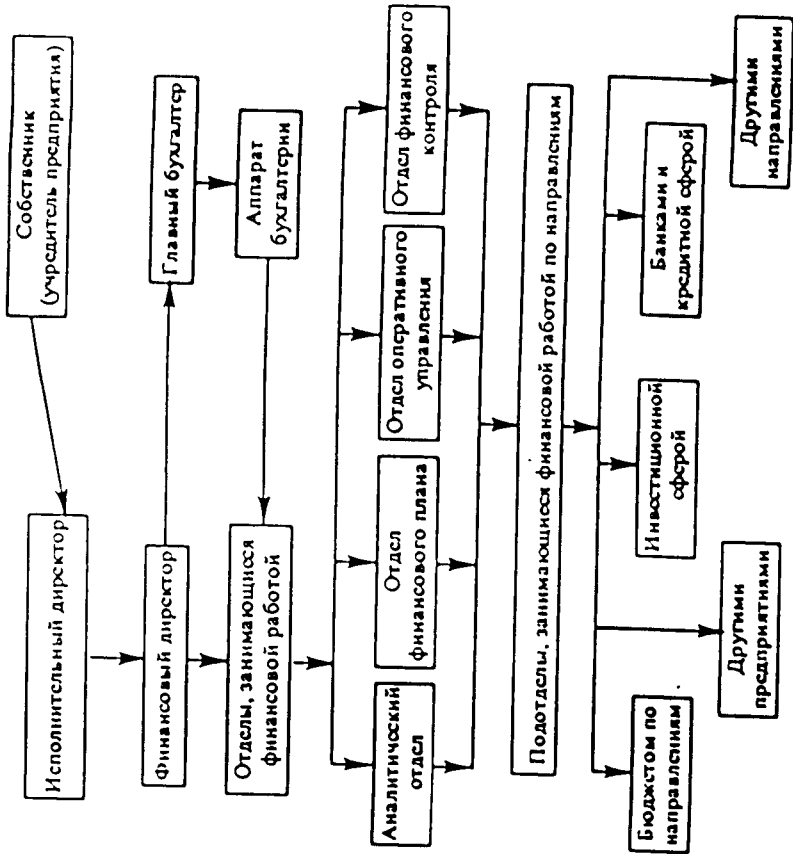 Собственник
(учредитель предприятия)
Исполнительный директор
Финансовый директор
Главный бухгалтер
Отделы, занимающиеся
финансовой работой
Аппарат
бухгалтерии
Аналитический
отдел
Отдел
финансового плана
Отдел оперативного
управления
Отдел финансового
контроля
Подотделы, занимающиеся финансовой работой по направлениям
Бюджетом по
направлениям
Другими
предприятиями
Инвестиционной
сферой
Банками и
кредитной сферой
Другими
направлениями